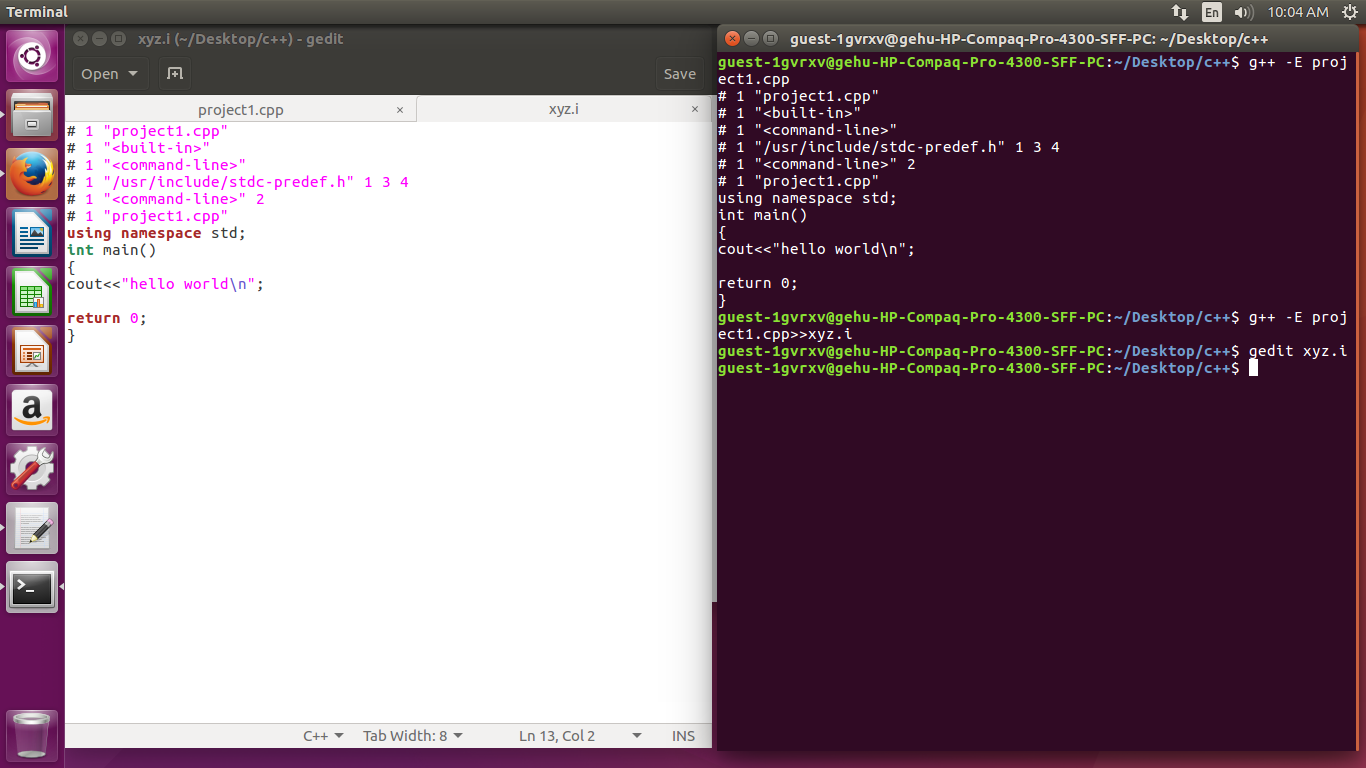 Terminal
En
10:04 AM
xyz.i (~/Desktop/c++) - gedit
Open
Save
project1.cpp
xyz.i
# 1 "project1.cpp"
# 1 "<built-in>"
# 1 "<command-line>"
# 1 "/usr/include/stdc-predef.h" 1 3 4
# 1 "<command-line>" 2
# 1 "project1.cpp"
using namespace std;
int main()
{
cout<<"hello world\n";
return 0;
}
C++
Tab Width: 8
Ln 13, Col 2
INS
guest-1gvrxv@gehu-HP-Compaq-Pro-4300-SFF-PC: ~/Desktop/c++
guest-1gvrxv@gehu-HP-Compaq-Pro-4300-SFF-PC:~/Desktop/c++$ g++ -E proj
ect1.cpp
# 1 "project1.cpp"
# 1 "<built-in>"
# 1 "<command-line>"
# 1 "/usr/include/stdc-predef.h" 1 3 4
# 1 "<command-line>" 2
# 1 "project1.cpp"
using namespace std;
int main()
{
cout<<"hello world\n";
return 0;
}
guest-1gvrxv@gehu-HP-Compaq-Pro-4300-SFF-PC:~/Desktop/c++$ g++ -E proj
ect1.cpp>>xyz.i
guest-1gvrxv@gehu-HP-Compaq-Pro-4300-SFF-PC:~/Desktop/c++$ gedit xyz.i
guest-1gvrxv@gehu-HP-Compaq-Pro-4300-SFF-PC:~/Desktop/c++$